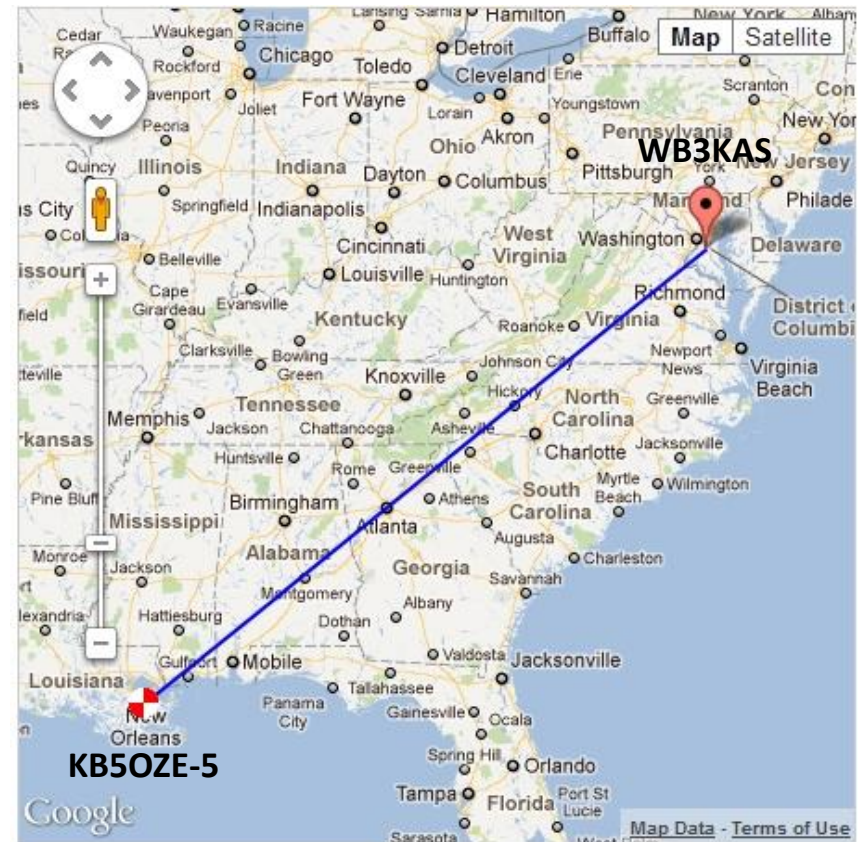 Lansing
Sarnia
Hamilton
New York
Cedar
Waukegan
Racine
Buffalo
Map
Satellite
Detroit
Chicago
Toledo
Cleveland
Erie
Rockford
Scranton
Joliet
Fort Wayne
Lorain
Youngstown
Peoria
Ohio
Akron
Pennsylvania
WB3KAS
Quincy
Illinois
Indiana
Dayton
Columbus
Pittsburgh
York
New Jersey
Springfield
Indianapolis
Cincinnati
West
Virginia
Washington
Delaware
Belleville
Louisville
Huntington
Richmond
Cape
Girardeau
Evansville
Kentucky
Roanoke
Virginia
District
Clarksville
Bowling
Green
Johnson City
Newport
News
Virginia
Beach
Knoxville
Hickory
North
Carolina
Greenville
Memphis
Tennessee
Jackson
Chattanooga
Asheville
Charlotte
Jacksonville
Huntsville
Rome
Greenville
Pine Bluff
Birmingham
Athens
South
Carolina
Myrtle
Beach
Wilmington
Mississippi
Atlanta
Augusta
Monroe
Jackson
Alabama
Georgia
Charleston
Montgomery
Savannah
Hattiesburg
Dothan
Albany
Gulfport
Mobile
Valdosta
Jacksonville
Louisiana
Tallahassee
Panama
City
Gainesville
Ocala
New
Orleans
KB5OZE-5
Spring Hill
Orlando
Tampa
Florida
Port St
Lucie
Google
Sarasota
Map Data - Terms of Use